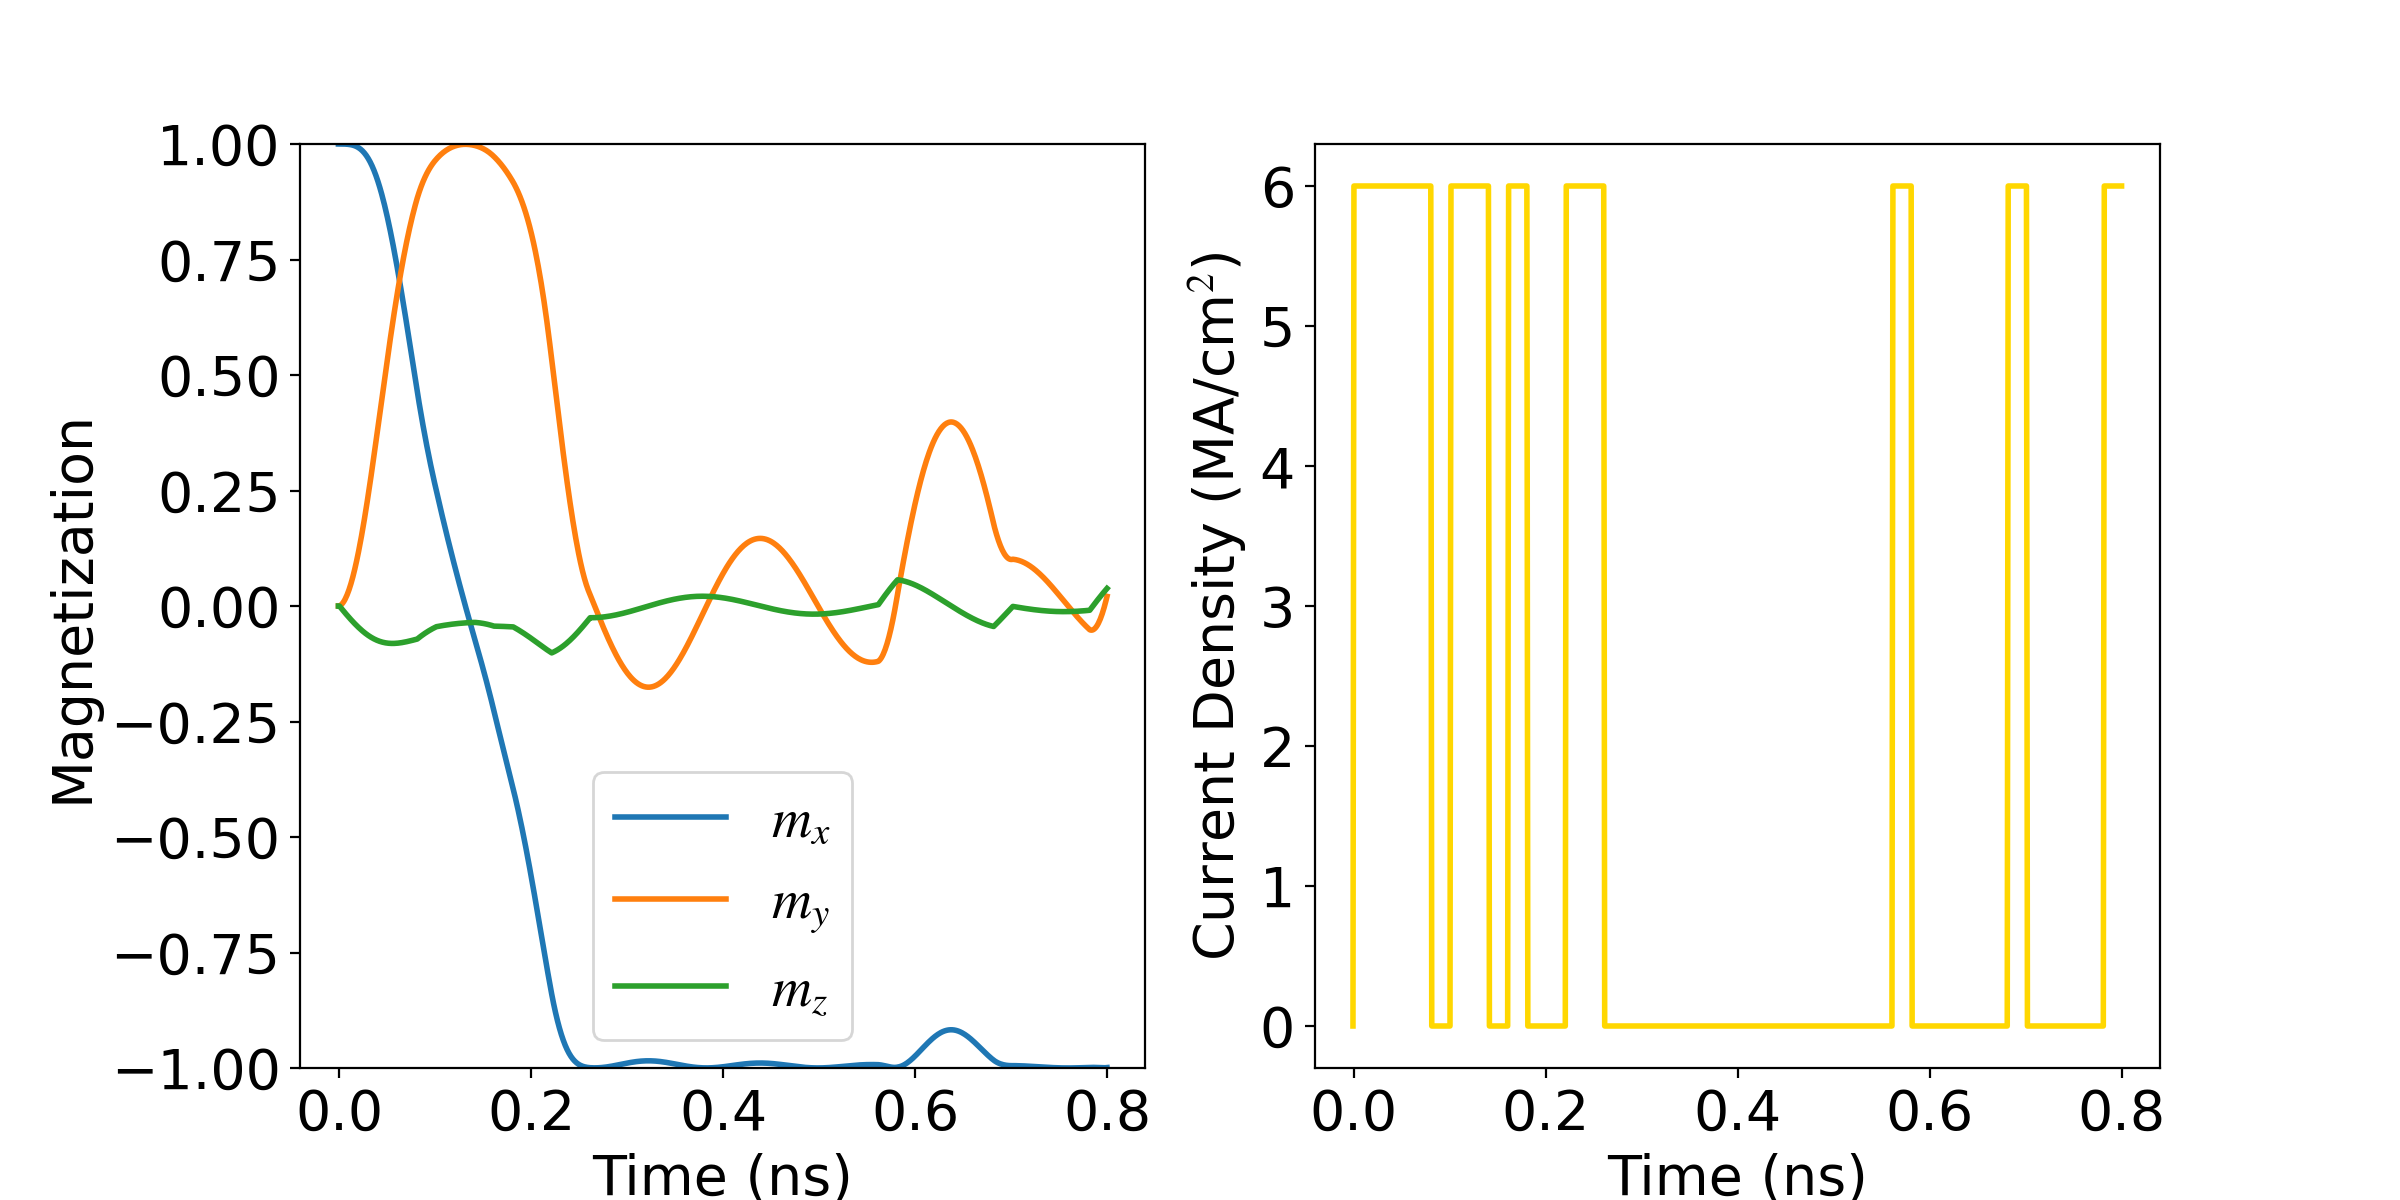 Magnetization
1.00
0.75
0.50
0.25
0.00
−0.25
−0.50
−0.75
−1.00
0.0 0.2 0.4 0.6 0.8
Time (ns)
m_x
m_y
m_z
Current Density (MA/cm²)
6
5
4
3
2
1
0
0.0 0.2 0.4 0.6 0.8
Time (ns)